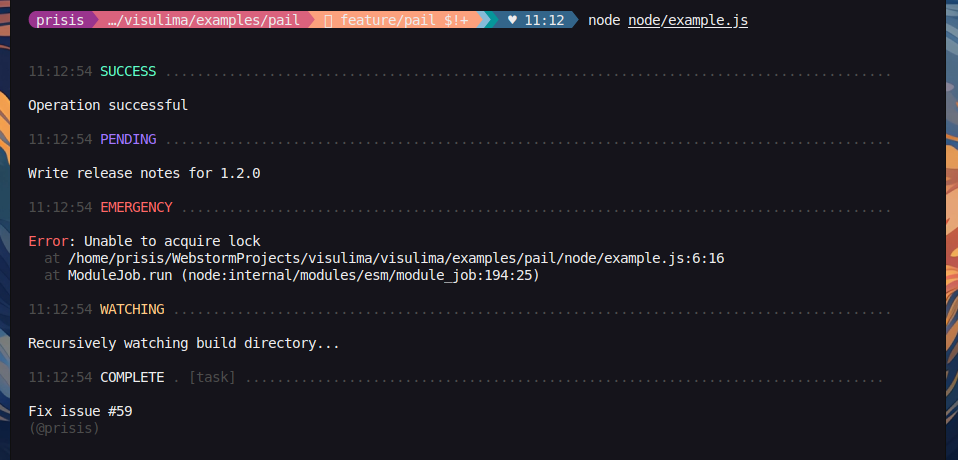 prisis …/visulima/examples/pail feature/pail $!+ ♥ 11:12 node node/example.js
11:12:54 SUCCESS ...........................................................................................
Operation successful
11:12:54 PENDING ...........................................................................................
Write release notes for 1.2.0
11:12:54 EMERGENCY .........................................................................................
Error: Unable to acquire lock
at /home/prisis/WebstormProjects/visulima/visulima/examples/pail/node/example.js:6:16
at ModuleJob.run (node:internal/modules/esm/module_job:194:25)
11:12:54 WATCHING ..........................................................................................
Recursively watching build directory...
11:12:54 COMPLETE . [task] ................................................................................
Fix issue #59
(@prisis)